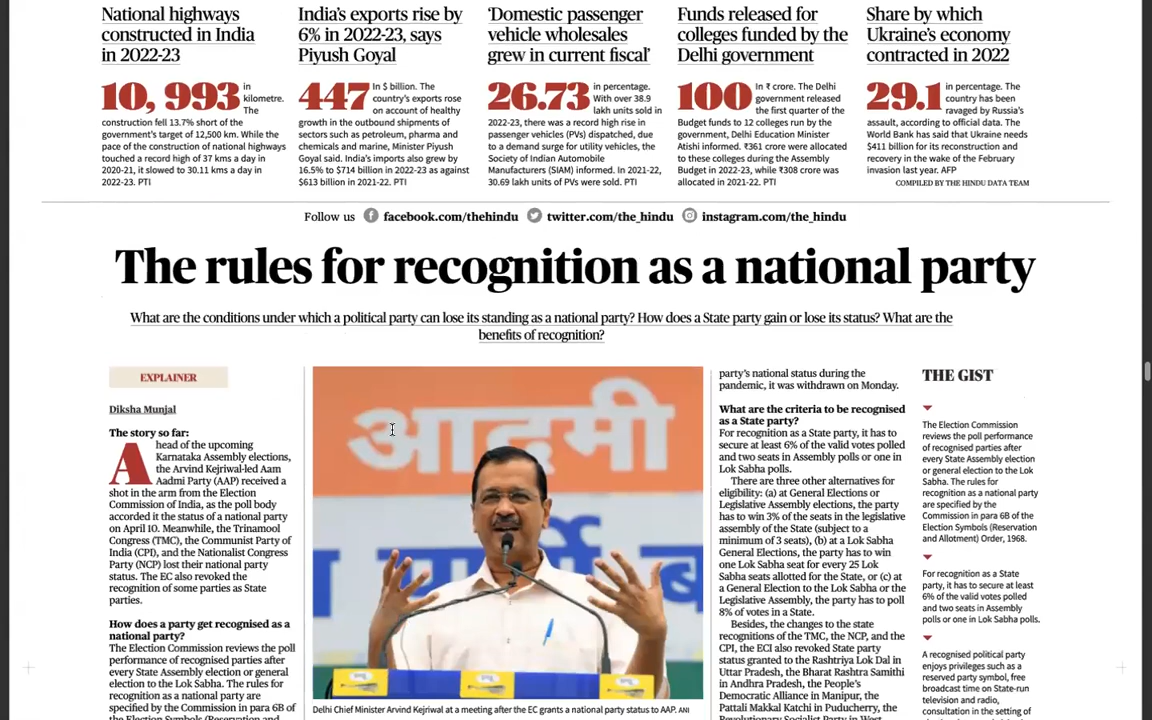 National highways
constructed in India
in 2022-23
10, 993 in
kilometre.
The
construction fell 13.7% short of the
government's target of 12,500 km. While the
pace of the construction of national highways
touched a record high of 37 kms a day in
2020-21, it slowed to 30.11 kms a day in
2022-23. PTI
India's exports rise by
6% in 2022-23, says
Piyush Goyal
447 In $ billion. The
country's exports rose
on account of healthy
growth in the outbound shipments of
sectors such as petroleum, pharma and
chemicals and marine, Minister Piyush
Goyal said. India's imports also grew by
16.5% to $714 billion in 2022-23 as against
$613 billion in 2021-22. PTI
'Domestic passenger
vehicle wholesales
grew in current fiscal'
26.73 in percentage.
With over 38.9
lakh units sold in
2022-23, there was a record high rise in
passenger vehicles (PVs) dispatched, due
to a demand surge for utility vehicles, the
Society of Indian Automobile
Manufacturers (SIAM) informed. In 2021-22,
30.69 lakh units of PVs were sold. PTI
Funds released for
colleges funded by the
Delhi government
100 In ₹ crore. The Delhi
government released
the first quarter of the
Budget funds to 12 colleges run by the
government, Delhi Education Minister
Atishi informed. ₹361 crore were allocated
to these colleges during the Assembly
Budget in 2022-23, while ₹308 crore was
allocated in 2021-22. PTI
Share by which
Ukraine's economy
contracted in 2022
29.1 in percentage. The
country has been
ravaged by Russia's
assault, according to official data. The
World Bank has said that Ukraine needs
$411 billion for its reconstruction and
recovery in the wake of the February
invasion last year. AFP
COMPILED BY THE HINDU DATA TEAM
Follow us facebook.com/thehindu twitter.com/the_hindu instagram.com/the_hindu
The rules for recognition as a national party
What are the conditions under which a political party can lose its standing as a national party? How does a State party gain or lose its status? What are the
benefits of recognition?
EXPLAINER
Diksha Munjal
The story so far:
Ahead of the upcoming
Karnataka Assembly elections,
the Arvind Kejriwal-led Aam
Aadmi Party (AAP) received a
shot in the arm from the Election
Commission of India, as the poll body
accorded it the status of a national party
on April 10. Meanwhile, the Trinamool
Congress (TMC), the Communist Party of
India (CPI), and the Nationalist Congress
Party (NCP) lost their national party
status. The EC also revoked the
recognition of some parties as State
parties.
How does a party get recognised as a
national party?
The Election Commission reviews the poll
performance of recognised parties after
every State Assembly election or general
election to the Lok Sabha. The rules for
recognition as a national party are
specified by the Commission in para 6B of
the Election Symbols (Reservation and
आदमी
Delhi Chief Minister Arvind Kejriwal at a meeting after the EC grants a national party status to AAP. ANI
party's national status during the
pandemic, it was withdrawn on Monday.
What are the criteria to be recognised
as a State party?
For recognition as a State party, it has to
secure at least 6% of the valid votes polled
and two seats in Assembly polls or one in
Lok Sabha polls.
There are three other alternatives for
eligibility: (a) at General Elections or
Legislative Assembly elections, the party
has to win 3% of the seats in the legislative
assembly of the State (subject to a
minimum of 3 seats), (b) at a Lok Sabha
General Elections, the party has to win
one Lok Sabha seat for every 25 Lok
Sabha seats allotted for the State, or (c) at
a General Election to the Lok Sabha or the
Legislative Assembly, the party has to poll
8% of votes in a State.
Besides, the changes to the state
recognitions of the TMC, the NCP, and the
CPI, the ECI also revoked State party
status granted to the Rashtriya Lok Dal in
Uttar Pradesh, the Bharat Rashtra Samithi
in Andhra Pradesh, the People's
Democratic Alliance in Manipur, the
Pattali Makkal Katchi in Puducherry, the
Revolutionary Socialist Party in West
THE GIST
The Election Commission
reviews the poll performance
of recognised parties after
every State Assembly election
or general election to the Lok
Sabha. The rules for
recognition as a national party
are specified by the
Commission in para 6B of the
Election Symbols (Reservation
and Allotment) Order, 1968.
For recognition as a State
party, it has to secure at least
6% of the valid votes polled
and two seats in Assembly
polls or one in Lok Sabha polls.
A recognised political party
enjoys privileges such as a
reserved party symbol, free
broadcast time on State-run
television and radio,
consultation in the setting of